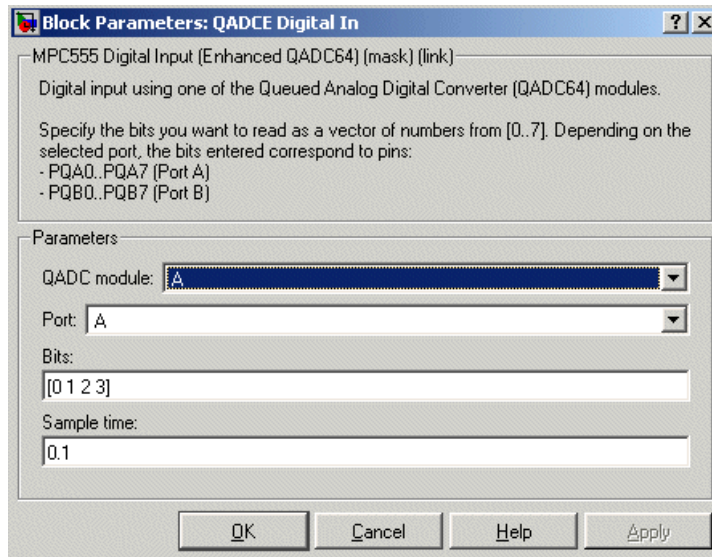 Block Parameters: QADCE Digital In
MPC555 Digital Input (Enhanced QADC64) (mask) (link)
Digital input using one of the Queued Analog Digital Converter (QADC64) modules.
Specify the bits you want to read as a vector of numbers from [0..7]. Depending on the
selected port, the bits entered correspond to pins:
- PQA0..PQA7 (Port A)
- PQB0..PQB7 (Port B)
Parameters
QADC module: A
Port: A
Bits:
[0 1 2 3]
Sample time:
0.1
OK Cancel Help Apply